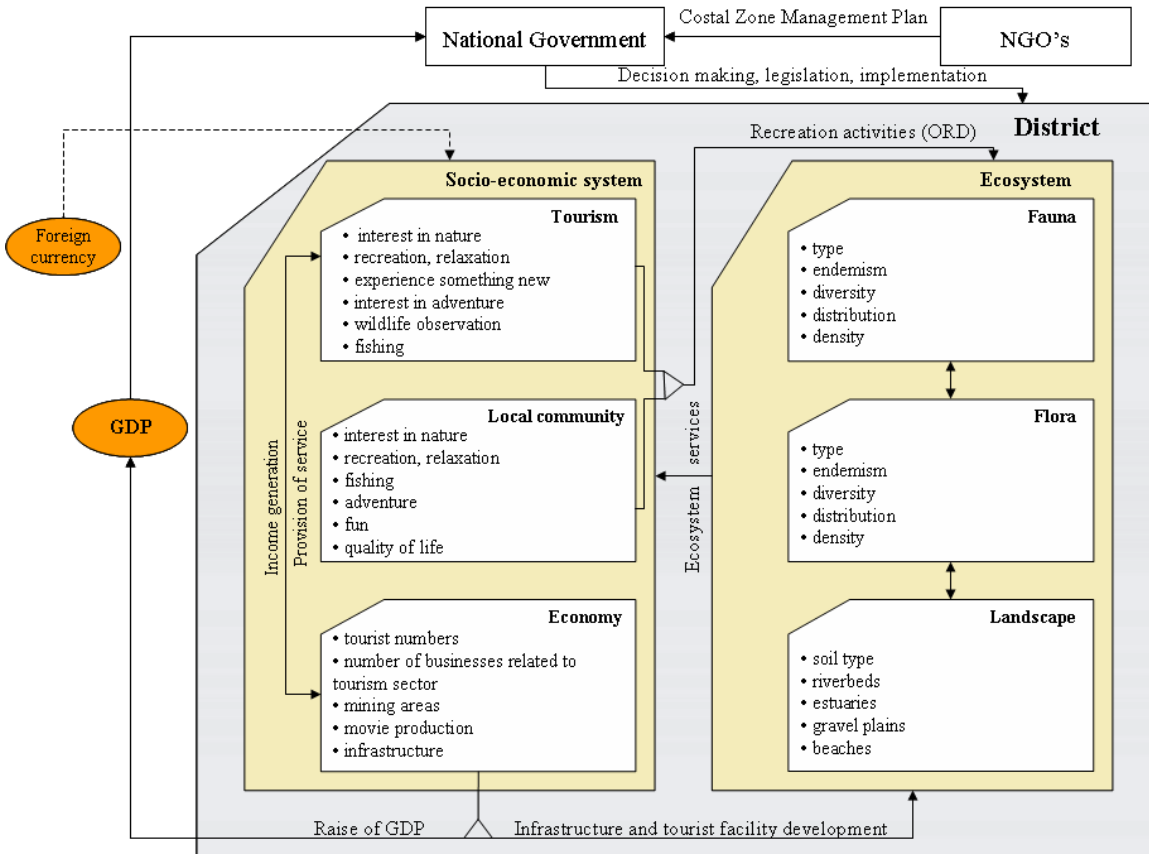 Costal Zone Management Plan
National Government
NGO's
Decision making, legislation, implementation
District
Recreation activities (ORD)
Socio-economic system
Ecosystem
Foreign
currency
GDP
Tourism
• interest in nature
• recreation, relaxation
• experience something new
• interest in adventure
• wildlife observation
• fishing
Local community
• interest in nature
• recreation, relaxation
• fishing
• adventure
• fun
• quality of life
Economy
• tourist numbers
• number of businesses related to
tourism sector
• mining areas
• movie production
• infrastructure
Income generation
Provision of service
Ecosystem services
Fauna
• type
• endemism
• diversity
• distribution
• density
Flora
• type
• endemism
• diversity
• distribution
• density
Landscape
• soil type
• riverbeds
• estuaries
• gravel plains
• beaches
Raise of GDP
Infrastructure and tourist facility development